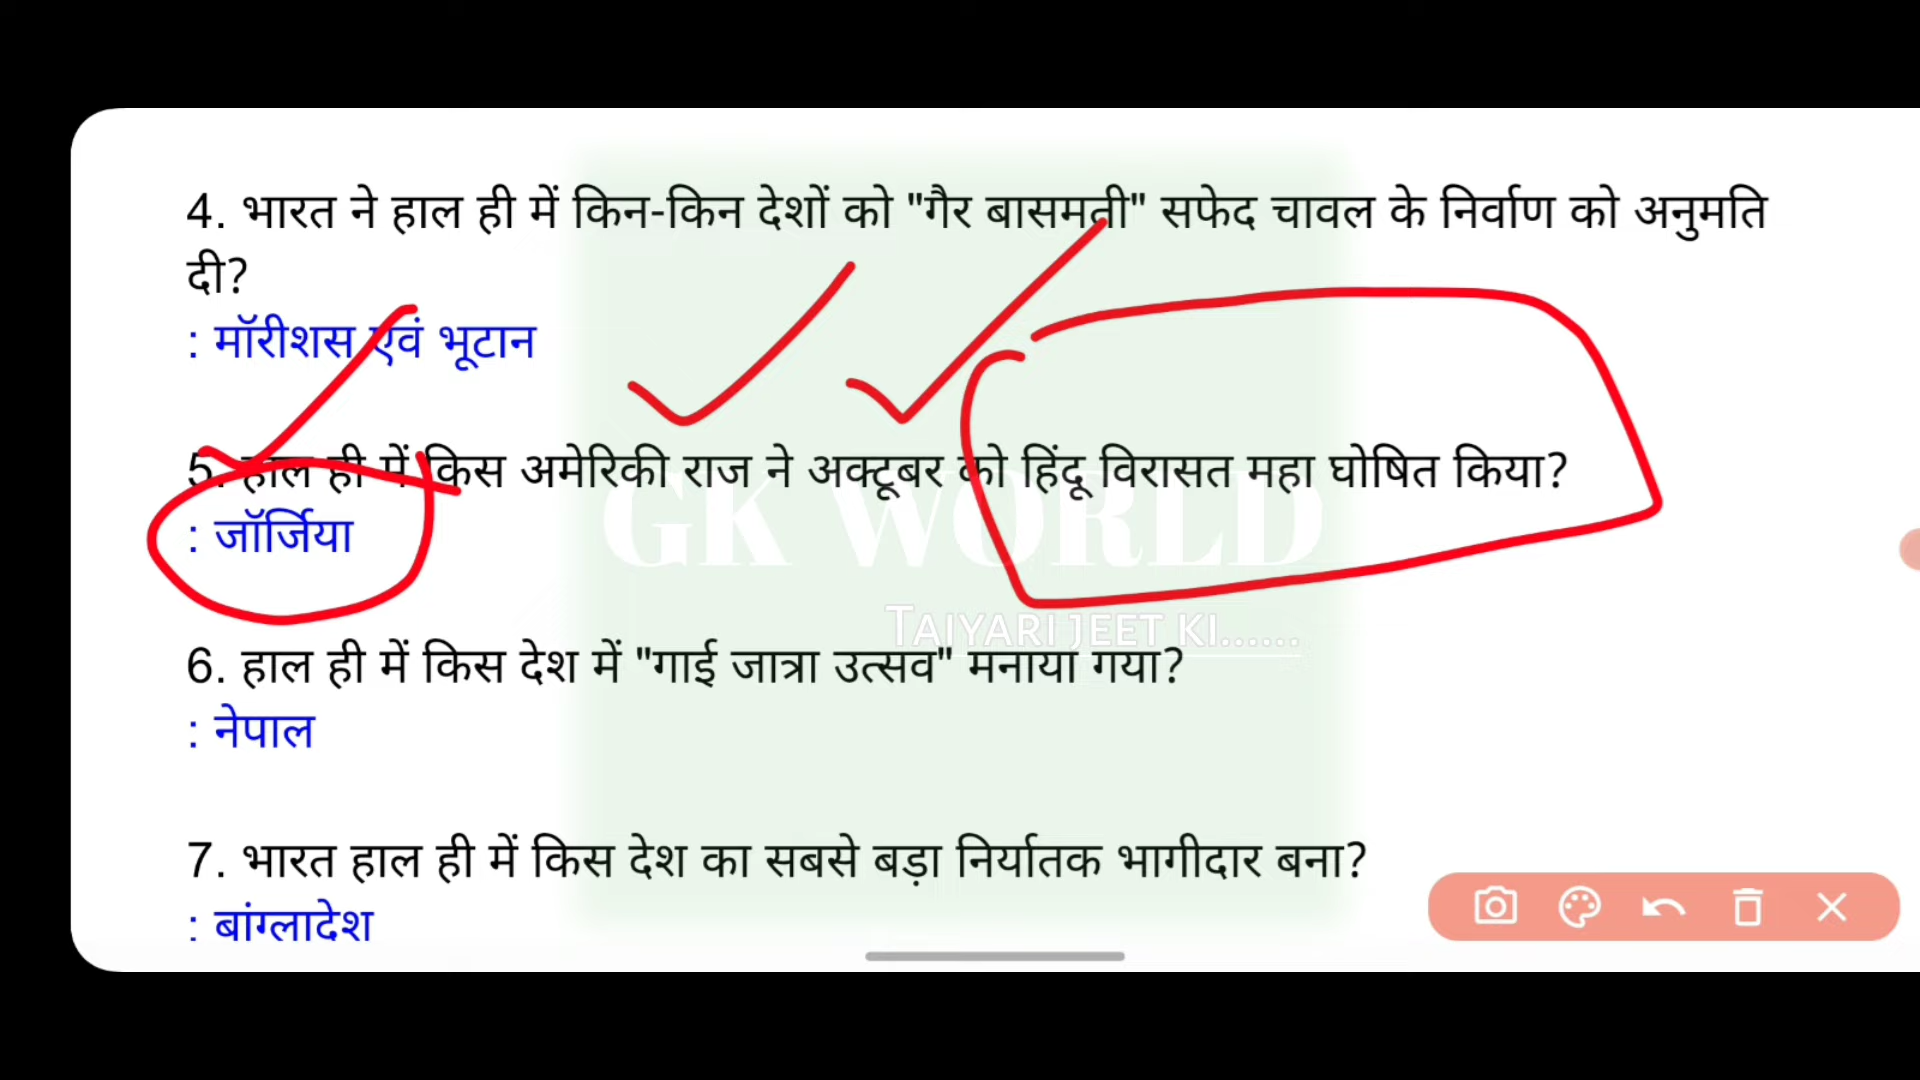 4. भारत ने हाल ही में किन-किन देशों को "गैर बासमती" सफेद चावल के निर्वाण को अनुमति
दी?
: मॉरीशस एवं भूटान
5. हाल ही में किस अमेरिकी राज ने अक्टूबर को हिंदू विरासत महा घोषित किया?
: जॉर्जिया
GK WORLD
TAIYARI JEET KI......
6. हाल ही में किस देश में "गाई जात्रा उत्सव" मनाया गया?
: नेपाल
7. भारत हाल ही में किस देश का सबसे बड़ा निर्यातक भागीदार बना?
: बांग्लादेश